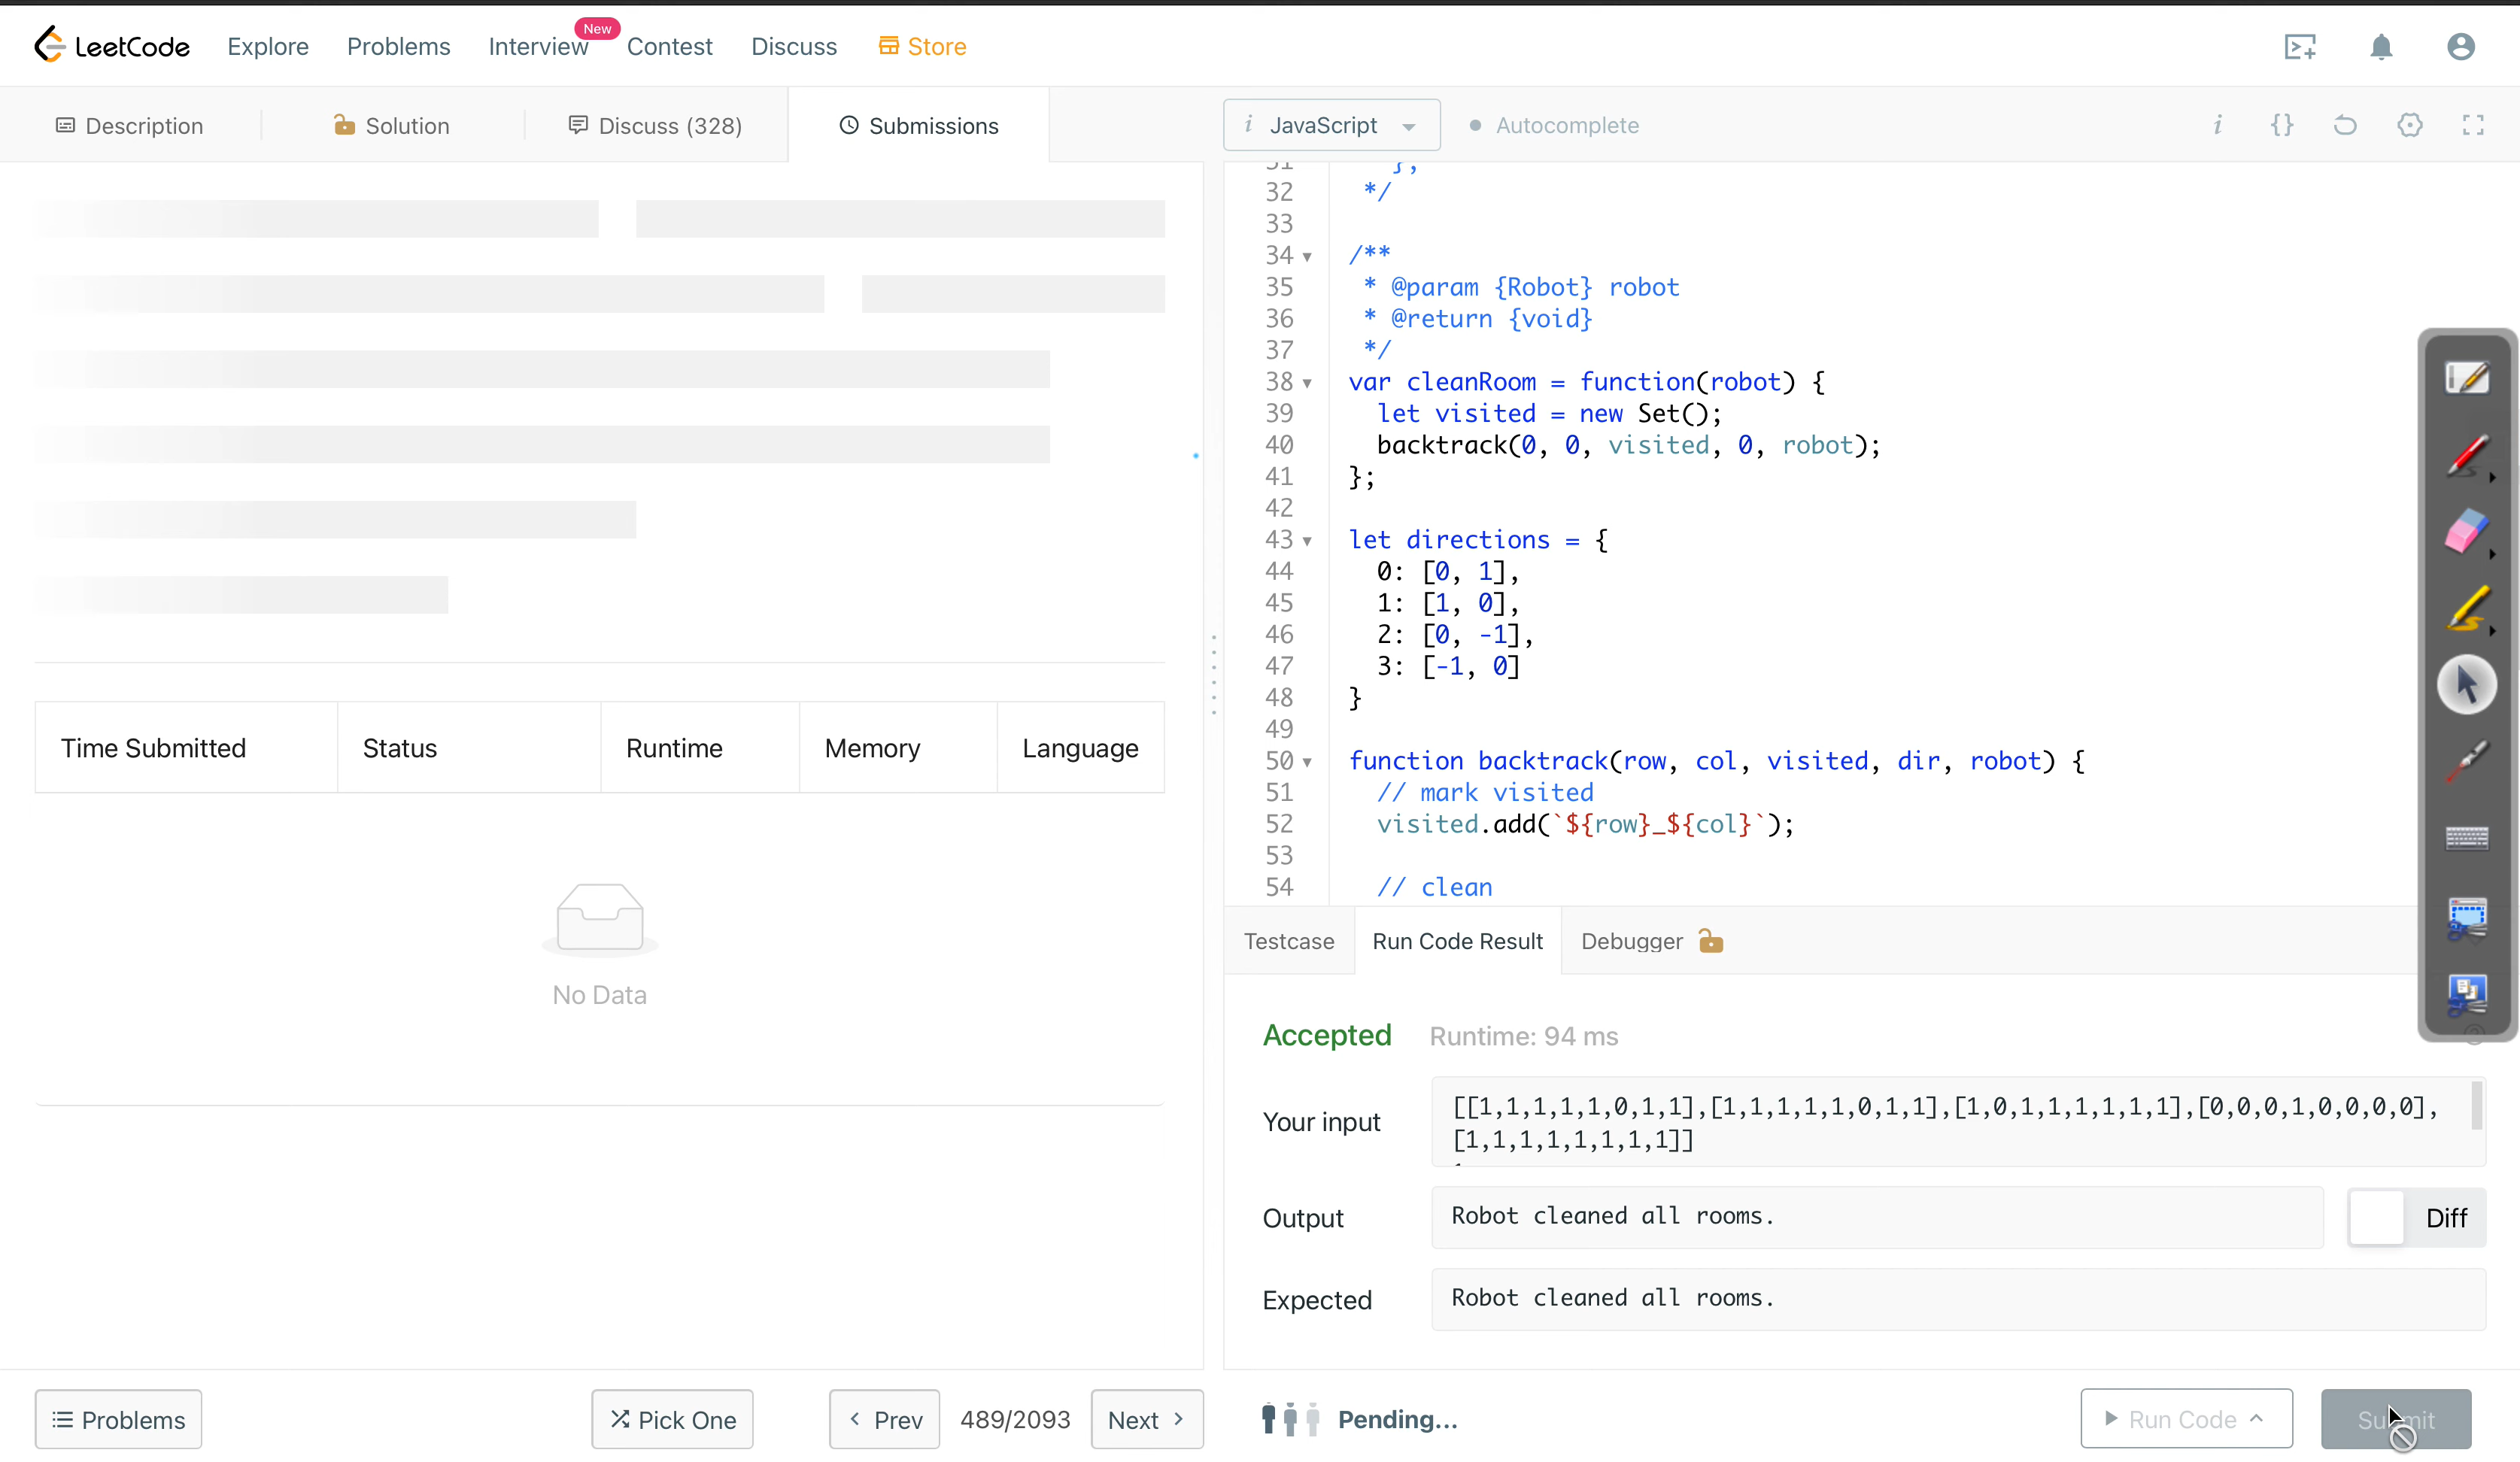 LeetCode Explore Problems Interview New Contest Discuss Store
Description Solution Discuss (328) Submissions
i JavaScript Autocomplete i {}
Time Submitted Status Runtime Memory Language
No Data
31 };
32 */
33
34 /**
35 * @param {Robot} robot
36 * @return {void}
37 */
38 var cleanRoom = function(robot) {
39 let visited = new Set();
40 backtrack(0, 0, visited, 0, robot);
41 };
42
43 let directions = {
44 0: [0, 1],
45 1: [1, 0],
46 2: [0, -1],
47 3: [-1, 0]
48 }
49
50 function backtrack(row, col, visited, dir, robot) {
51 // mark visited
52 visited.add(`${row}_${col}`);
53
54 // clean
Testcase Run Code Result Debugger
Accepted Runtime: 94 ms
Your input
[[1,1,1,1,1,0,1,1],[1,1,1,1,1,0,1,1],[1,0,1,1,1,1,1,1],[0,0,0,1,0,0,0,0],
[1,1,1,1,1,1,1,1]]
Output Robot cleaned all rooms. Diff
Expected Robot cleaned all rooms.
Problems Pick One Prev 489/2093 Next Pending... Run Code Submit